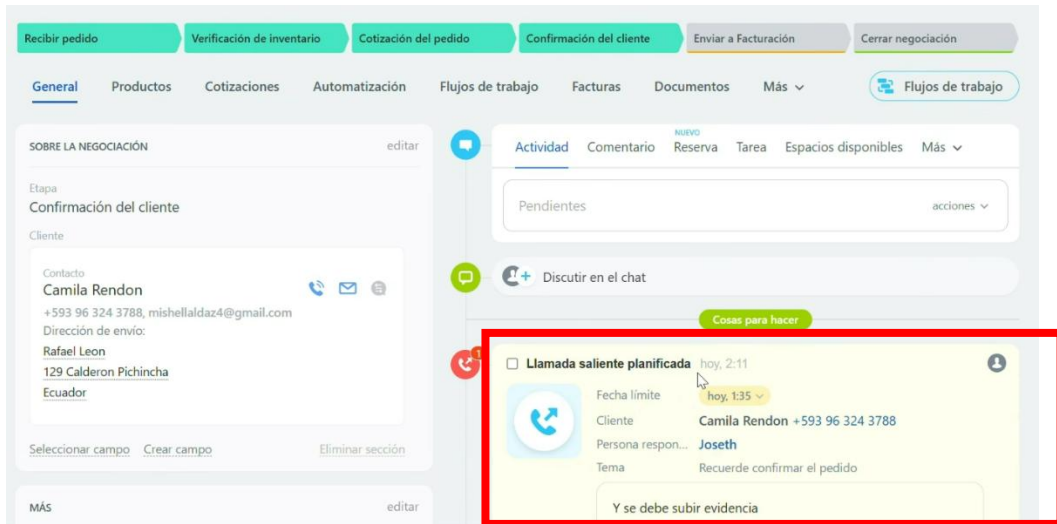 Recibir pedido
Verificación de inventario
Cotización del pedido
Confirmación del cliente
Enviar a Facturación
Cerrar negociación
General
Productos
Cotizaciones
Automatización
Flujos de trabajo
Facturas
Documentos
Más
Flujos de trabajo
SOBRE LA NEGOCIACIÓN
editar
Etapa
Confirmación del cliente
Cliente
Contacto
Camila Rendon
+593 96 324 3788, mishellaldaz4@gmail.com
Dirección de envío:
Rafael Leon
129 Calderon Pichincha
Ecuador
Seleccionar campo
Crear campo
Eliminar sección
MÁS
editar
NUEVO
Actividad
Comentario
Reserva
Tarea
Espacios disponibles
Más
Pendientes
acciones
Discutir en el chat
Cosas para hacer
1
Llamada saliente planificada hoy, 2:11
Fecha límite
hoy, 1:35
Cliente
Camila Rendon +593 96 324 3788
Persona respon...
Joseth
Tema
Recuerde confirmar el pedido
Y se debe subir evidencia